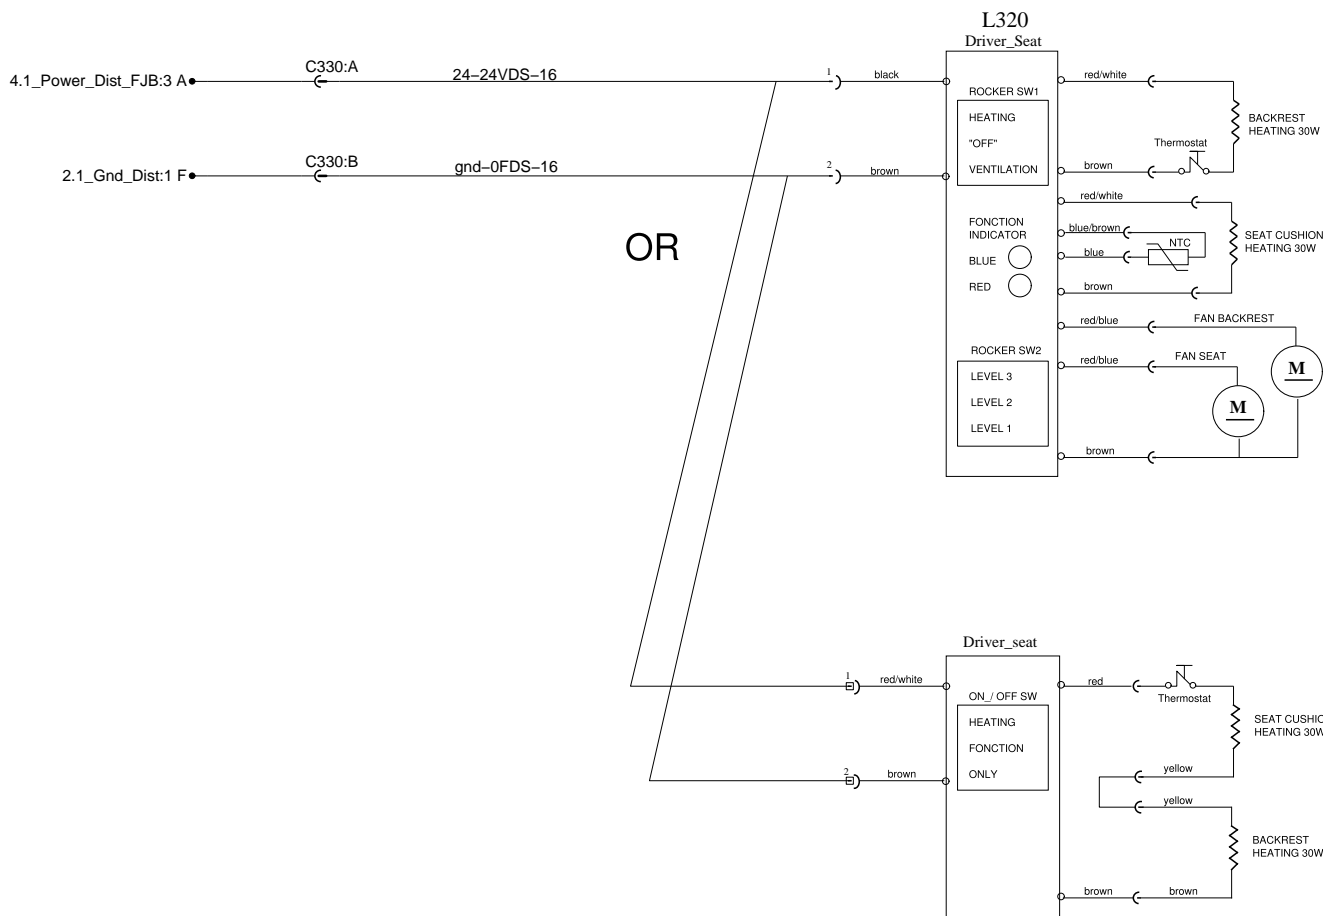 L320
Driver_Seat
4.1_Power_Dist_FJB:3 A
C330:A
24–24VDS–16
1
black
red/white
ROCKER SW1
HEATING
"OFF"
VENTILATION
BACKREST
HEATING 30W
Thermostat
brown
2.1_Gnd_Dist:1 F
C330:B
gnd–0FDS–16
2
brown
red/white
OR
FONCTION
INDICATOR
BLUE
RED
blue/brown
NTC
blue
SEAT CUSHION
HEATING 30W
brown
red/blue
FAN BACKREST
ROCKER SW2
LEVEL 3
LEVEL 2
LEVEL 1
red/blue
FAN SEAT
M
M
brown
Driver_seat
1
red/white
ON_/ OFF SW
HEATING
FONCTION
ONLY
red
Thermostat
SEAT CUSHIO
HEATING 30W
2
brown
yellow
yellow
BACKREST
HEATING 30W
brown
brown